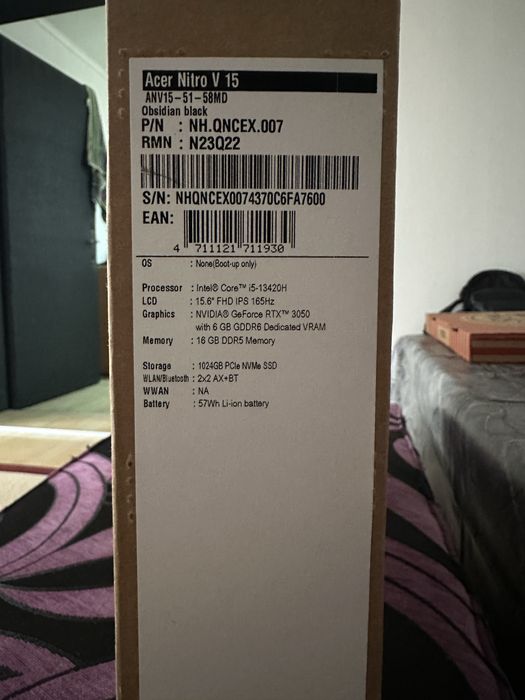 Acer Nitro V 15
ANV15-51-58MD
Obsidian black
P/N : NH.QNCEX.007
RMN : N23Q22
S/N: NHQNCEX0074370C6FA7600
EAN:
4 711121 711930
OS : None(Boot-up only)
Processor : Intel® Core™ i5-13420H
LCD : 15.6" FHD IPS 165Hz
Graphics : NVIDIA® GeForce RTX™ 3050
with 6 GB GDDR6 Dedicated VRAM
Memory : 16 GB DDR5 Memory
Storage : 1024GB PCIe NVMe SSD
WLAN/Bluetooth : 2x2 AX+BT
WWAN : NA
Battery : 57Wh Li-ion battery